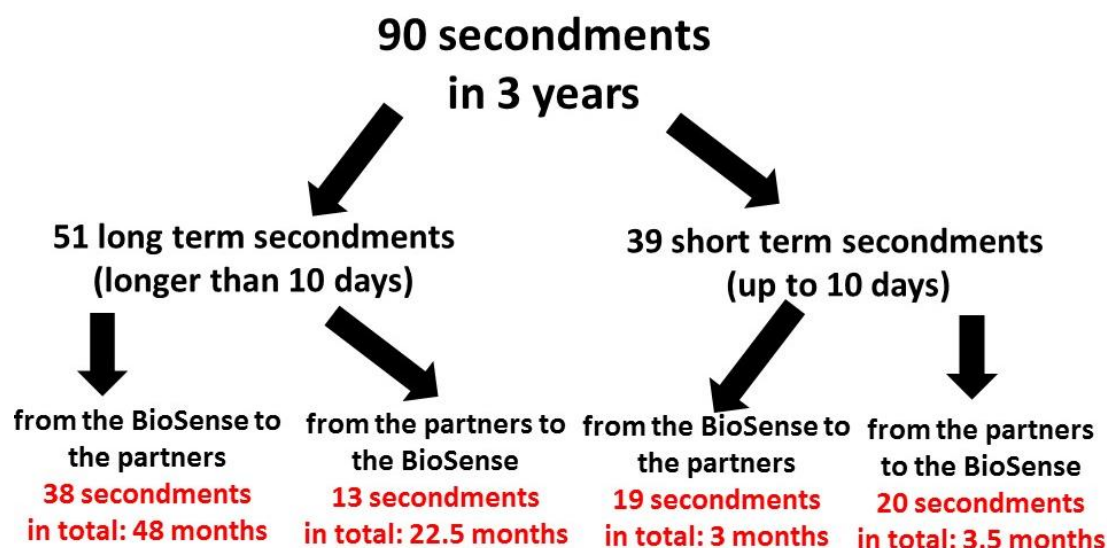 90 secondments
in 3 years
51 long term secondments
(longer than 10 days)
39 short term secondments
(up to 10 days)
from the BioSense to
the partners
38 secondments
in total: 48 months
from the partners to
the BioSense
13 secondments
in total: 22.5 months
from the BioSense to
the partners
19 secondments
in total: 3 months
from the partners
to the BioSense
20 secondments
in total: 3.5 months